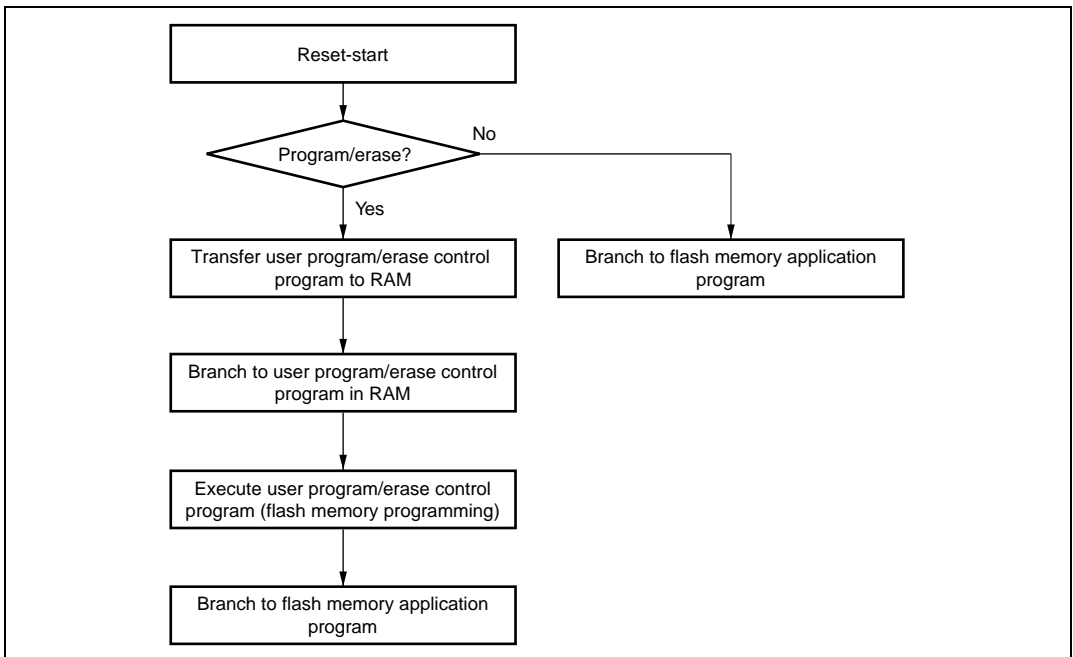 Reset-start
No
Program/erase?
Yes
Transfer user program/erase control
program to RAM
Branch to flash memory application
program
Branch to user program/erase control
program in RAM
Execute user program/erase control
program (flash memory programming)
Branch to flash memory application
program